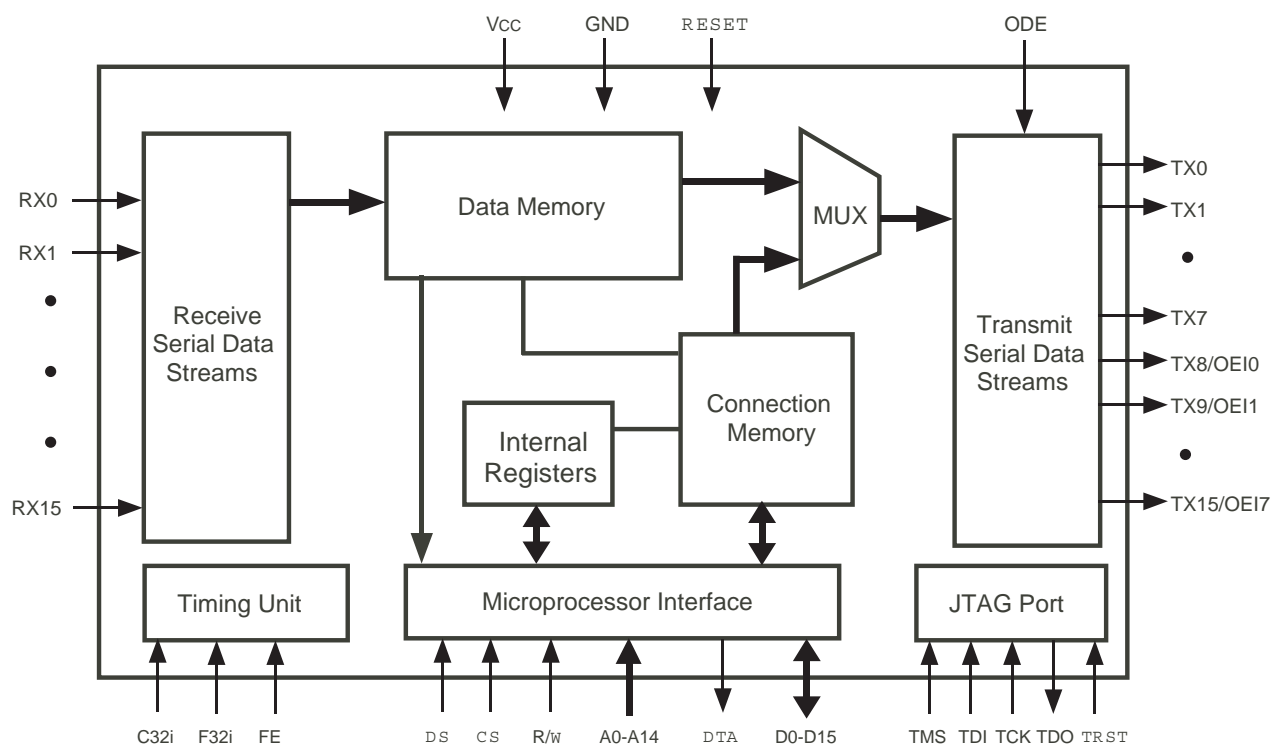 Vcc GND RESET ODE
RX0
RX1
RX15
Receive
Serial Data
Streams
Data Memory
MUX
Connection
Memory
Internal
Registers
Transmit
Serial Data
Streams
TX0
TX1
TX7
TX8/OEI0
TX9/OEI1
TX15/OEI7
Timing Unit
Microprocessor Interface
JTAG Port
C32i F32i FE DS CS R/W A0-A14 DTA D0-D15 TMS TDI TCK TDO TRST